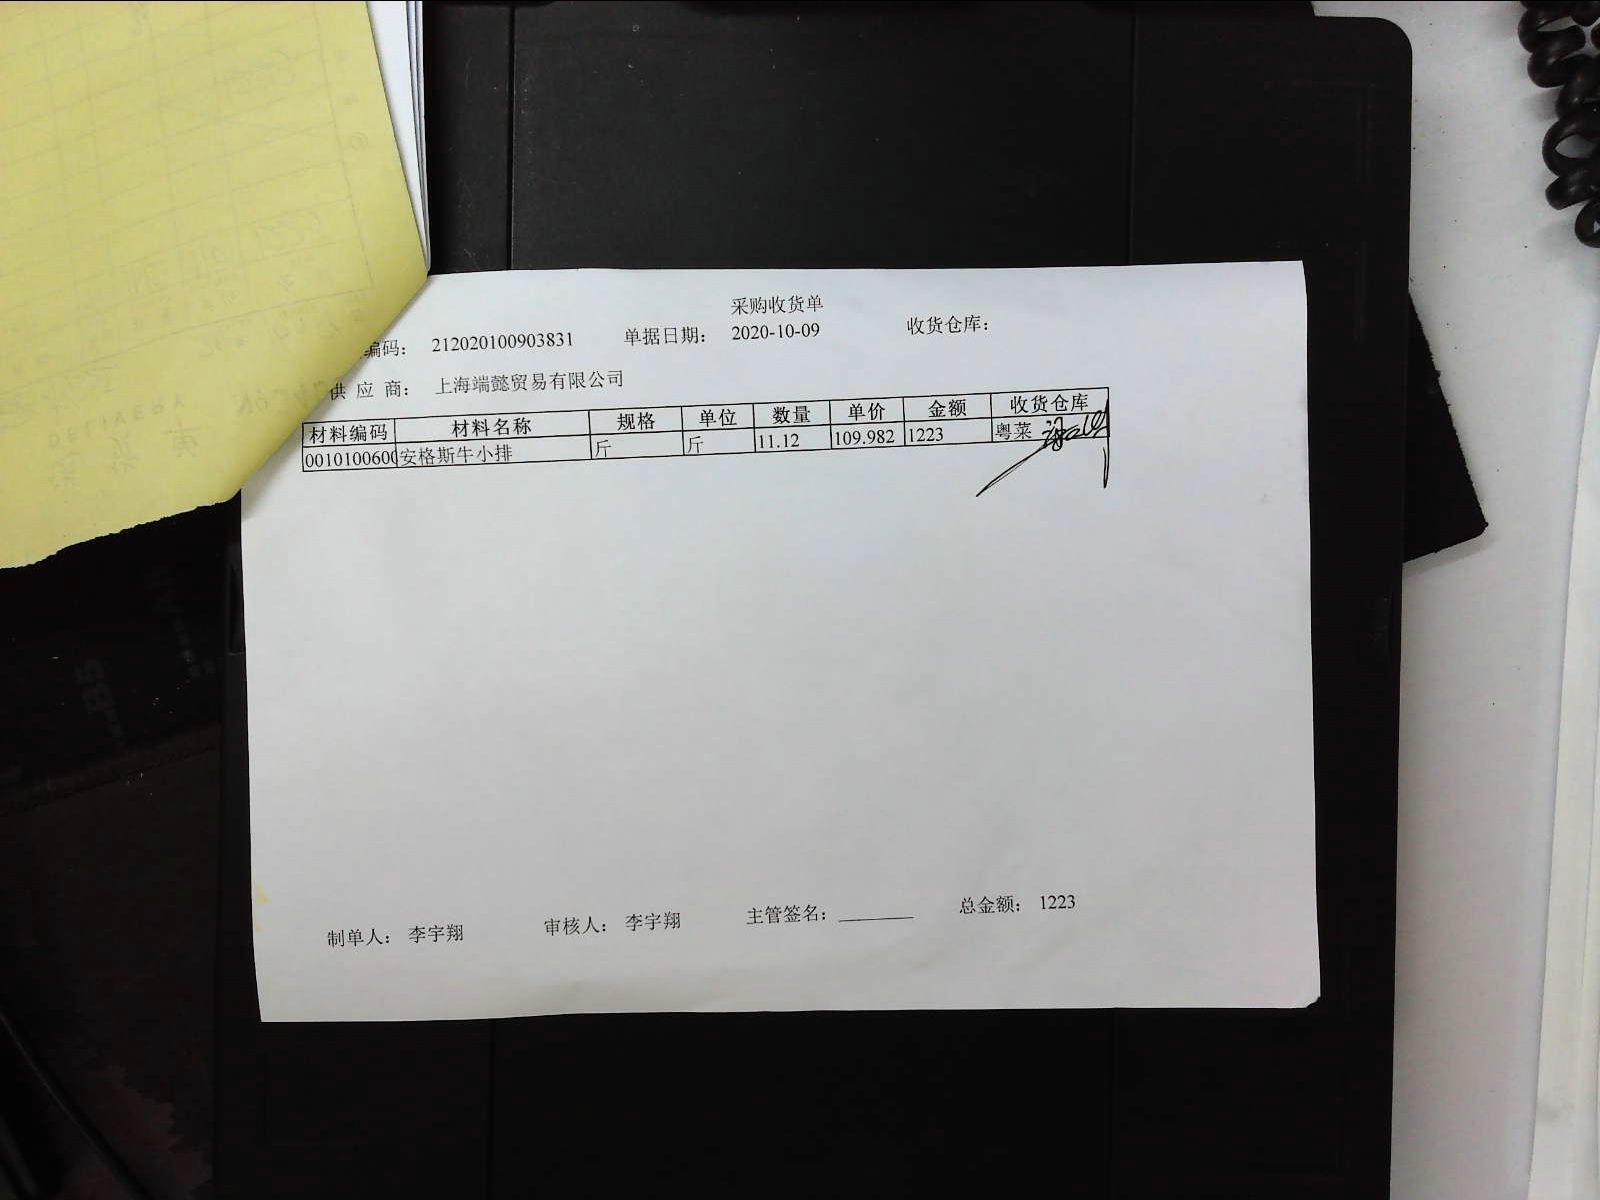 采购收货单
编码： 212020100903831 单据日期： 2020-10-09 收货仓库：
供 应 商： 上海端懿贸易有限公司
材料编码 材料名称 规格 单位 数量 单价 金额 收货仓库
0010100600 安格斯牛小排 斤 斤 11.12 109.982 1223 粤菜
制单人： 李宇翔 审核人： 李宇翔 主管签名： 总金额： 1223
DELIVERY